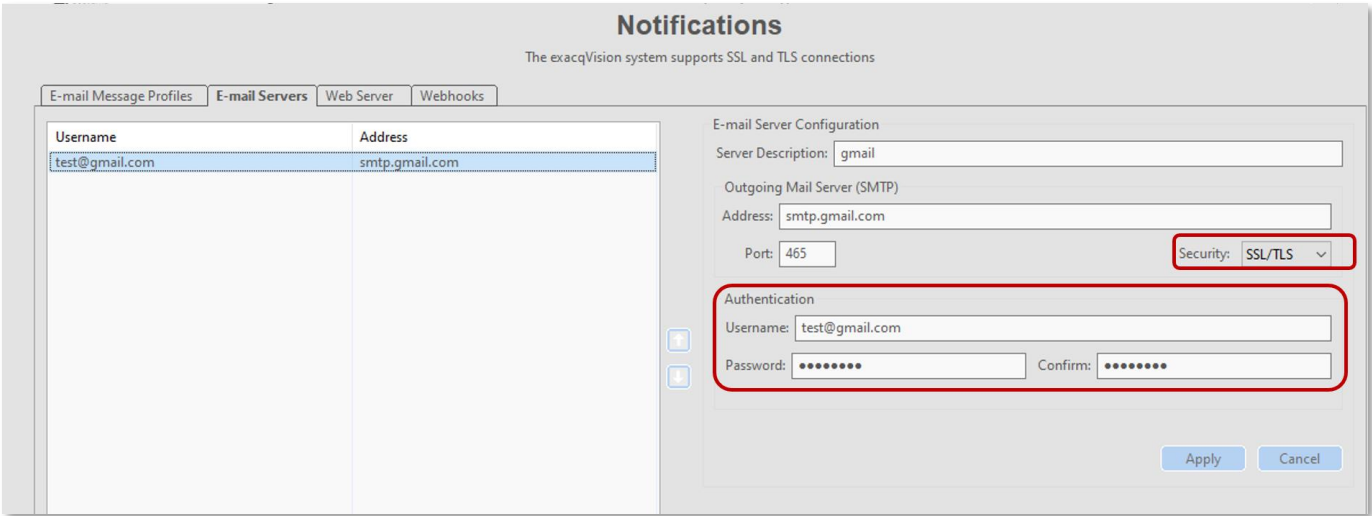 Notifications
The exacqVision system supports SSL and TLS connections
E-mail Message Profiles E-mail Servers Web Server Webhooks
Username Address
test@gmail.com smtp.gmail.com
E-mail Server Configuration
Server Description: gmail
Outgoing Mail Server (SMTP)
Address: smtp.gmail.com
Port: 465 Security: SSL/TLS
Authentication
Username: test@gmail.com
Password: •••••••• Confirm: ••••••••
Apply Cancel